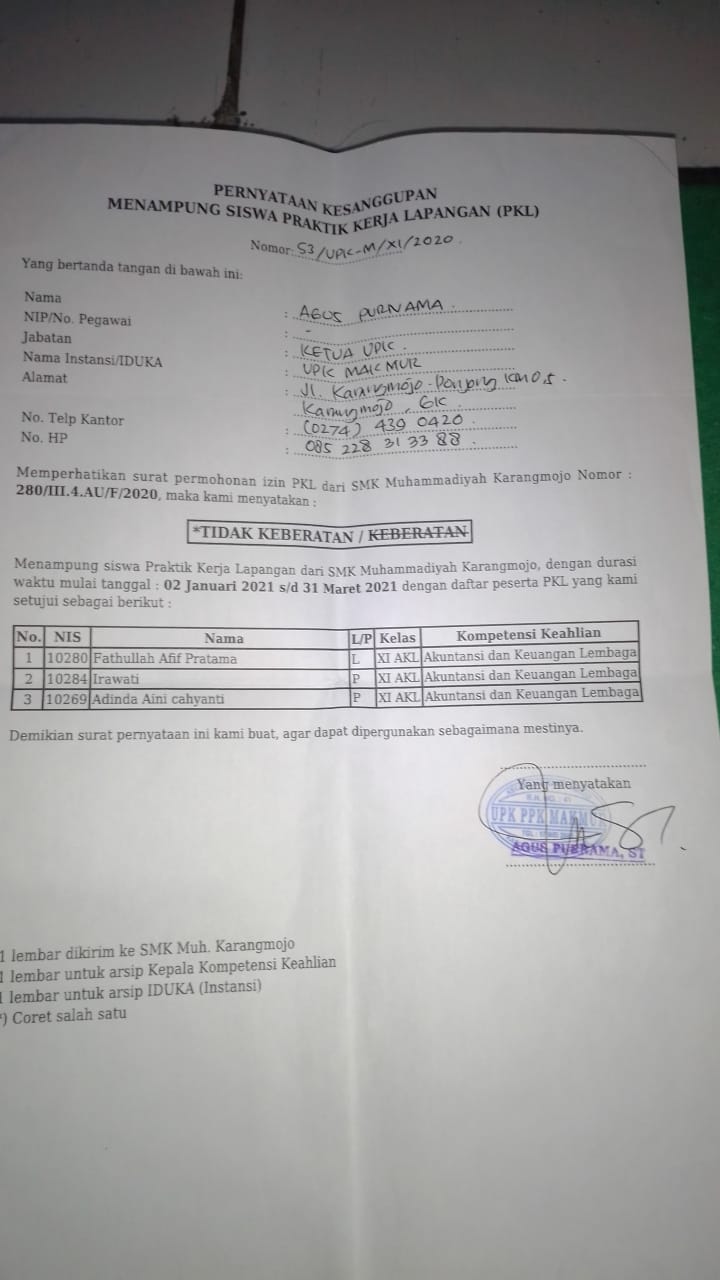 PERNYATAAN KESANGGUPAN
MENAMPUNG SISWA PRAKTIK KERJA LAPANGAN (PKL)
Nomor: 53/UPK-M/XI/2020.
Yang bertanda tangan di bawah ini:
Nama : AGUS PURNAMA.
NIP/No. Pegawai : -
Jabatan : KETUA UPK.
Nama Instansi/IDUKA : UPK MAKMUR
Alamat : Jl. Karangmojo-Ponjong km 0,5.
Karangmojo, GK.
No. Telp Kantor : (0274) 439 0420.
No. HP : 085 228 31 33 88.
Memperhatikan surat permohonan izin PKL dari SMK Muhammadiyah Karangmojo Nomor :
280/III.4.AU/F/2020, maka kami menyatakan :
*TIDAK KEBERATAN / KEBERATAN
Menampung siswa Praktik Kerja Lapangan dari SMK Muhammadiyah Karangmojo, dengan durasi
waktu mulai tanggal : 02 Januari 2021 s/d 31 Maret 2021 dengan daftar peserta PKL yang kami
setujui sebagai berikut :
No. NIS Nama L/P Kelas Kompetensi Keahlian
1 10280 Fathullah Afif Pratama L XI AKL Akuntansi dan Keuangan Lembaga
2 10284 Irawati P XI AKL Akuntansi dan Keuangan Lembaga
3 10269 Adinda Aini cahyanti P XI AKL Akuntansi dan Keuangan Lembaga
Demikian surat pernyataan ini kami buat, agar dapat dipergunakan sebagaimana mestinya.
Yang menyatakan
UPK PPK MAKMUR
AGUS PURNAMA, ST
1 lembar dikirim ke SMK Muh. Karangmojo
1 lembar untuk arsip Kepala Kompetensi Keahlian
1 lembar untuk arsip IDUKA (Instansi)
*) Coret salah satu